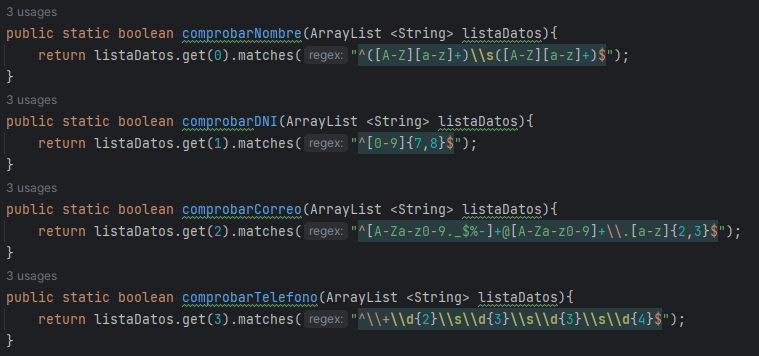 3 usages
public static boolean comprobarNombre(ArrayList <String> listaDatos){
return listaDatos.get(0).matches( regex: "^([A-Z][a-z]+)\\s([A-Z][a-z]+)$");
}
3 usages
public static boolean comprobarDNI(ArrayList <String> listaDatos){
return listaDatos.get(1).matches( regex: "^[0-9]{7,8}$");
}
3 usages
public static boolean comprobarCorreo(ArrayList <String> listaDatos){
return listaDatos.get(2).matches( regex: "^[A-Za-z0-9._$%-]+@[A-Za-z0-9]+\\.[a-z]{2,3}$");
}
3 usages
public static boolean comprobarTelefono(ArrayList <String> listaDatos){
return listaDatos.get(3).matches( regex: "^\\+\\d{2}\\s\\d{3}\\s\\d{3}\\s\\d{4}$");
}